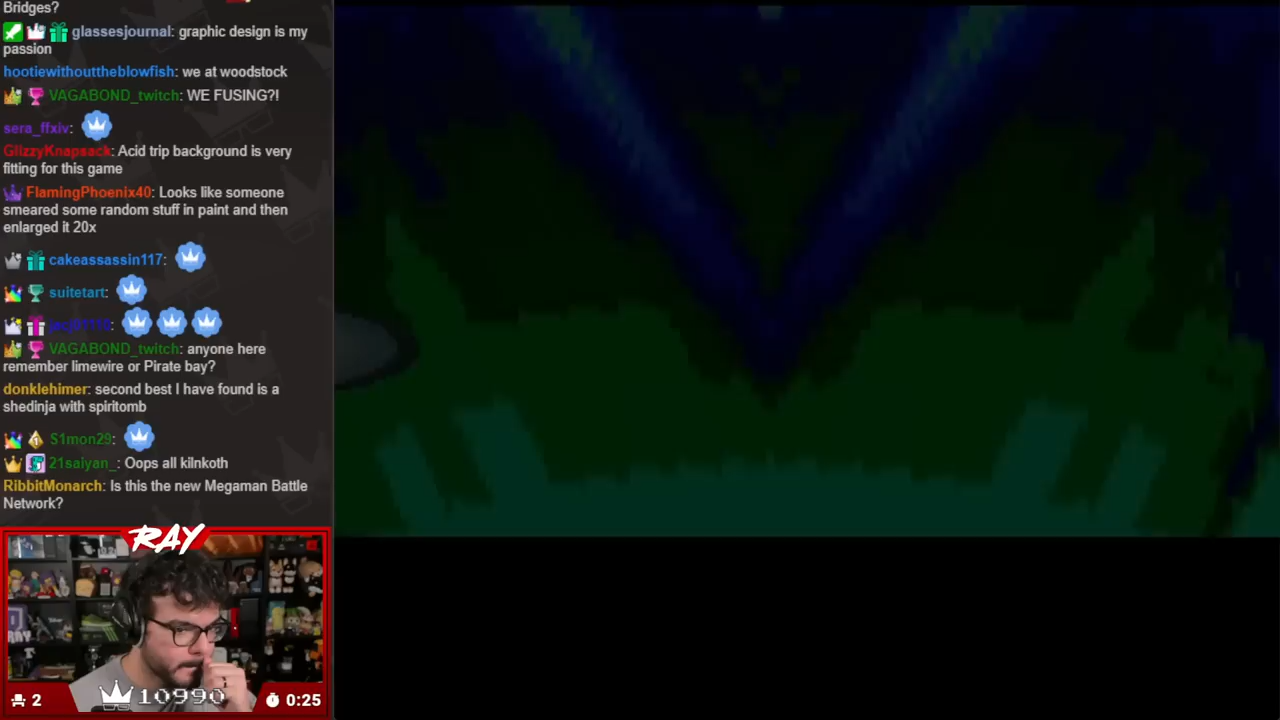 Bridges?
glassesjournal: graphic design is my
passion
hootiewithouttheblowfish: we at woodstock
VAGABOND_twitch: WE FUSING?!
sera_ffxiv:
GlizzyKnapsack: Acid trip background is very
fitting for this game
FlamingPhoenix40: Looks like someone
smeared some random stuff in paint and then
enlarged it 20x
cakeassassin117:
suitetart:
VAGABOND_twitch: anyone here
remember limewire or Pirate bay?
donklehimer: second best I have found is a
shedinja with spiritomb
S1mon29:
21saiyan_: Oops all kilnkoth
RibbitMonarch: Is this the new Megaman Battle
Network?
RAY
2
10990
0:25